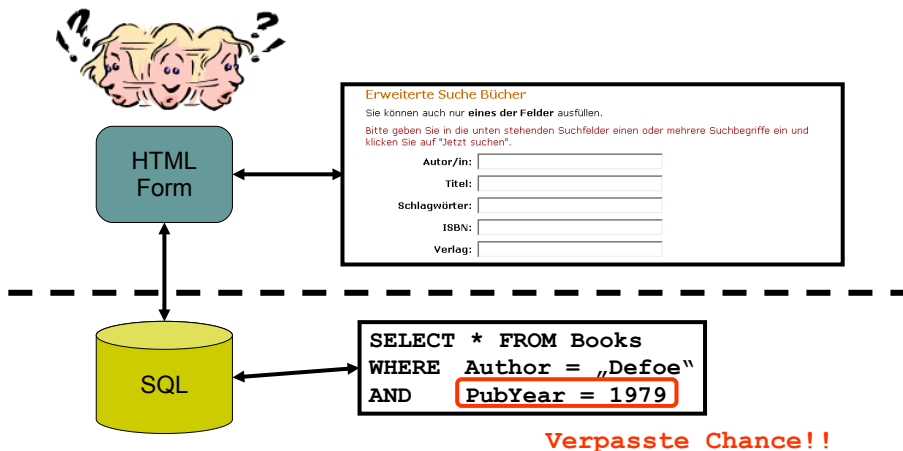 ? ! ? ?
HTML
Form
Erweiterte Suche Bücher
Sie können auch nur eines der Felder ausfüllen.
Bitte geben Sie in die unten stehenden Suchfelder einen oder mehrere Suchbegriffe ein und
klicken Sie auf "Jetzt suchen".
Autor/in:
Titel:
Schlagwörter:
ISBN:
Verlag:
SQL
SELECT * FROM Books
WHERE Author = „Defoe“
AND PubYear = 1979
Verpasste Chance!!